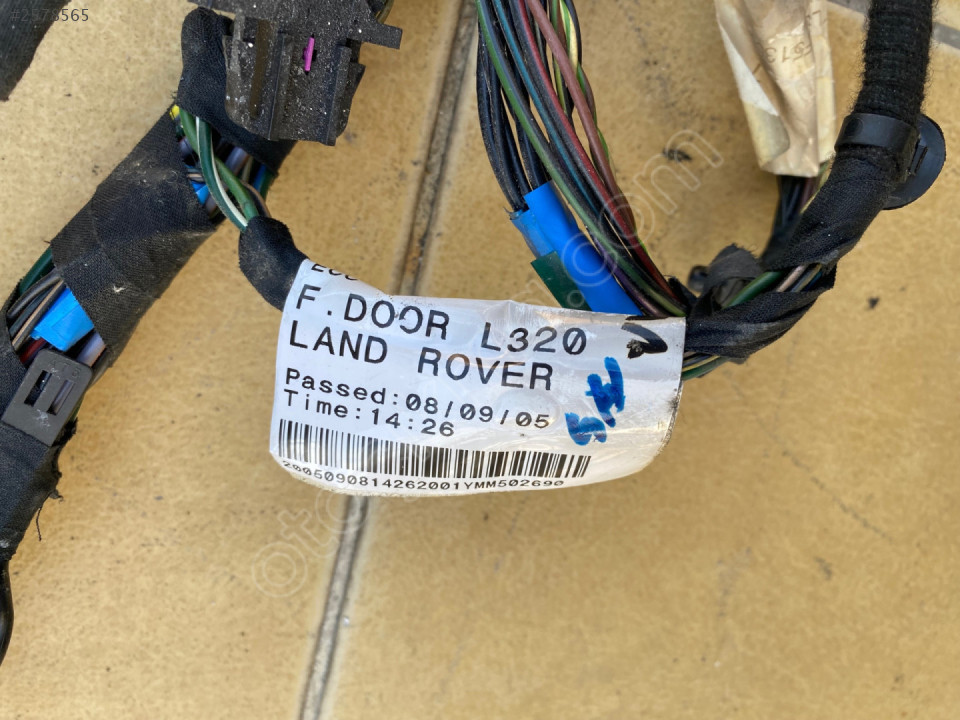 F.DOOR L320
LAND ROVER
Passed:08/09/05
Time:14:26
2005090814262001YMM502690